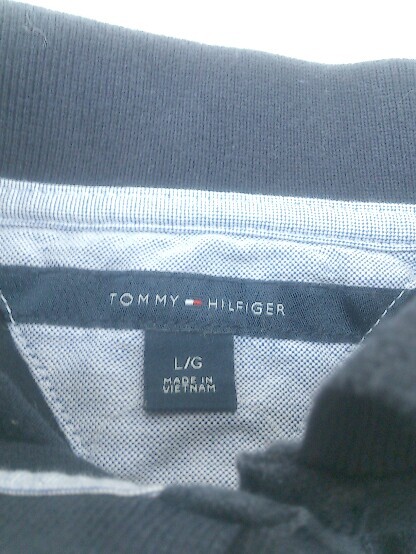 TOMMY HILFIGER
L/G
MADE IN
VIETNAM